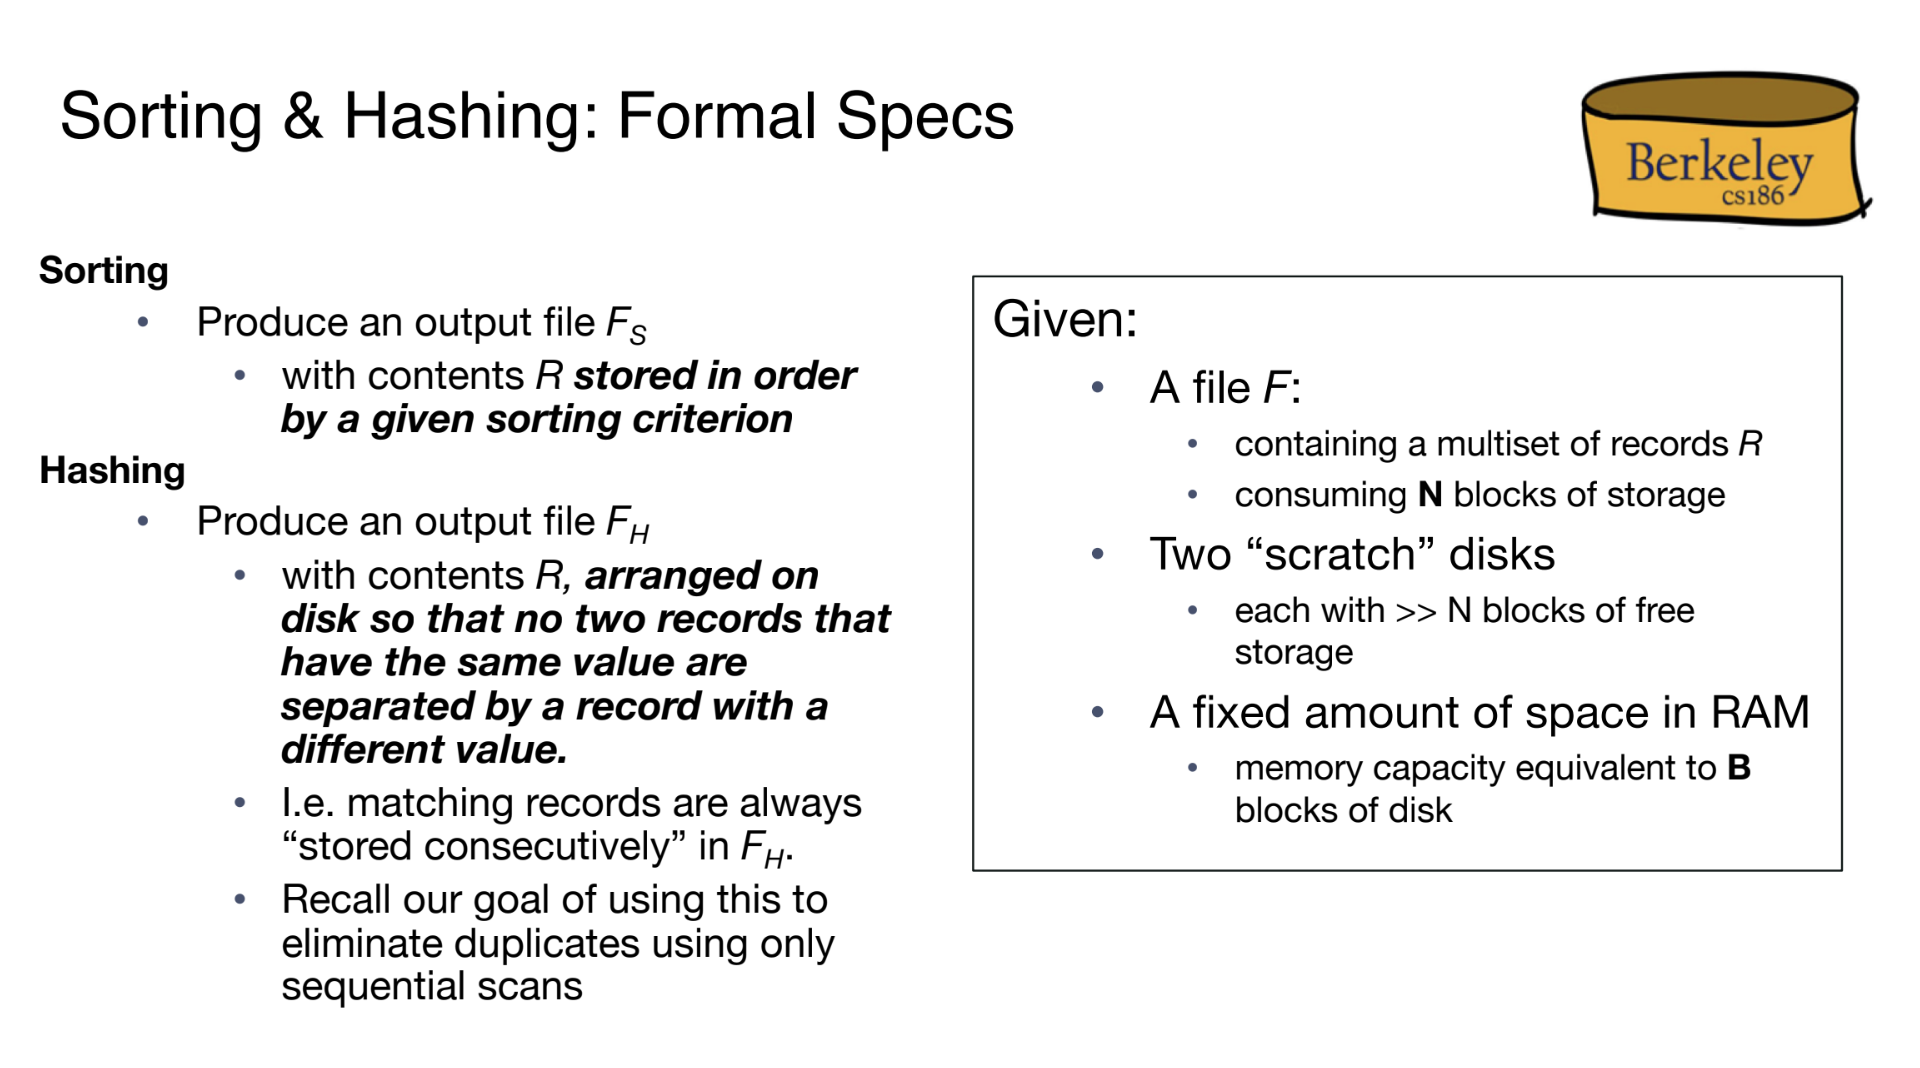 Sorting & Hashing: Formal Specs
Berkeley
cs186
Sorting
• Produce an output file F_S
• with contents R stored in order
by a given sorting criterion
Hashing
• Produce an output file F_H
• with contents R, arranged on
disk so that no two records that
have the same value are
separated by a record with a
different value.
• I.e. matching records are always
“stored consecutively” in F_H.
• Recall our goal of using this to
eliminate duplicates using only
sequential scans
Given:
• A file F:
• containing a multiset of records R
• consuming N blocks of storage
• Two “scratch” disks
• each with >> N blocks of free
storage
• A fixed amount of space in RAM
• memory capacity equivalent to B
blocks of disk